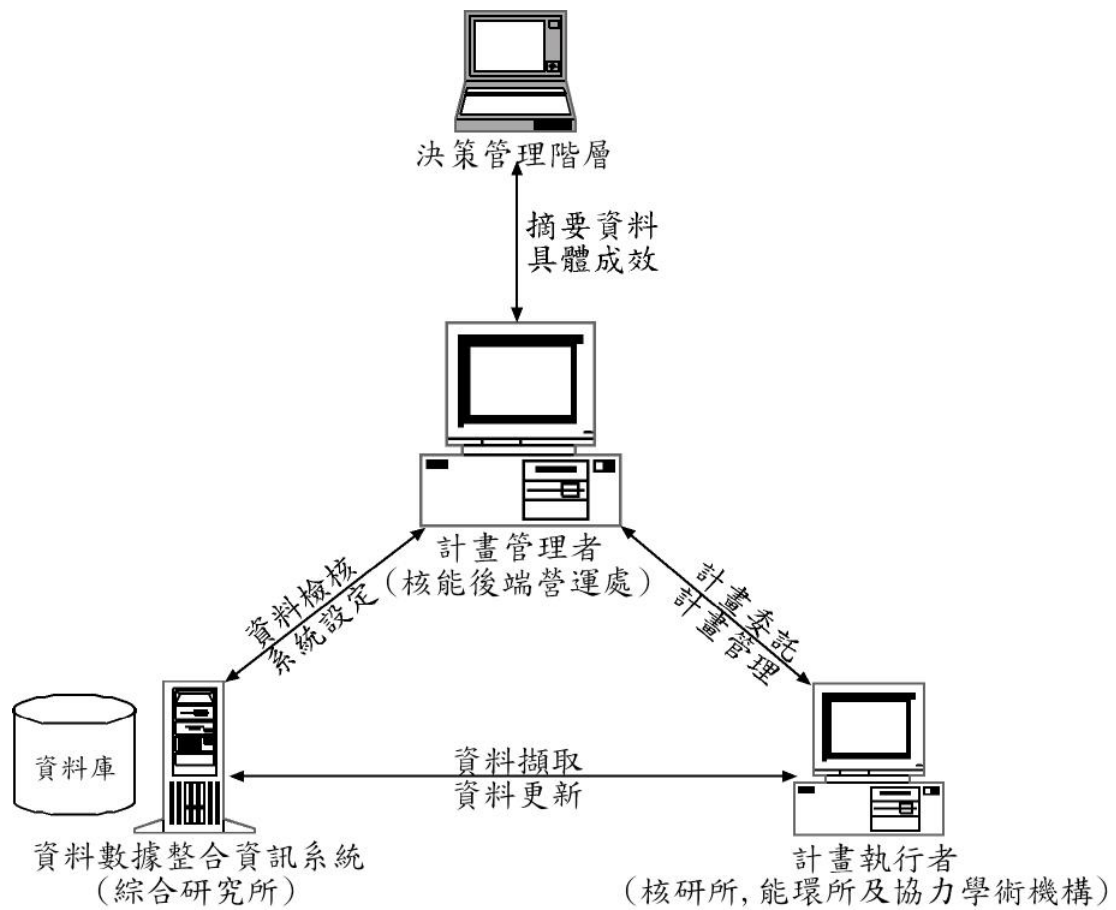 決策管理階層
摘要資料
具體成效
計畫管理者
(核能後端營運處)
資料檢核
系統設定
計畫委託
計畫管理
資料庫
資料擷取
資料更新
資料數據整合資訊系統
(綜合研究所)
計畫執行者
(核研所,能環所及協力學術機構)